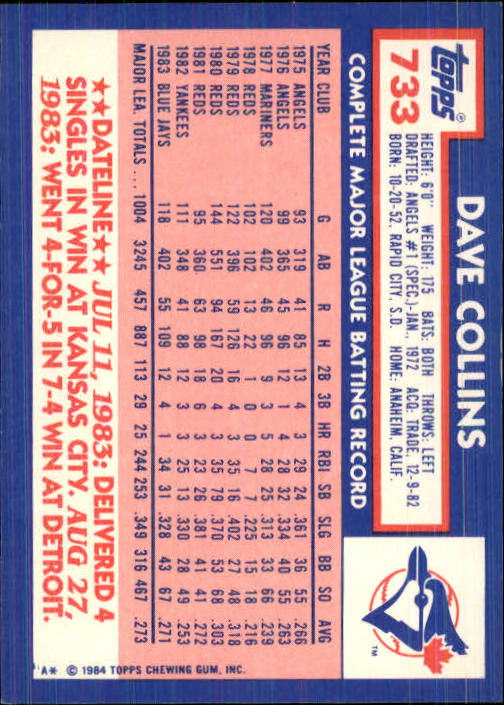 topps®
733
DAVE COLLINS
HEIGHT: 6'0" WEIGHT: 175 BATS: BOTH THROWS: LEFT
DRAFTED: ANGELS #1 (SPEC.)-JAN., 1972 ACQ: TRADE, 12-9-82
BORN: 10-20-52, RAPID CITY, S.D. HOME: ANAHEIM, CALIF.
TM
COMPLETE MAJOR LEAGUE BATTING RECORD
YEAR CLUB G AB R H 2B 3B HR RBI SB SLG BB SO AVG
1975 ANGELS 93 319 41 85 13 4 3 29 24 .361 36 55 .266
1976 ANGELS 99 365 45 96 12 1 4 28 32 .334 40 55 .263
1977 MARINERS 120 402 46 96 9 3 5 28 25 .313 33 66 .239
1978 REDS 102 102 13 22 1 0 0 7 7 .225 15 18 .216
1979 REDS 122 396 59 126 16 4 3 35 16 .402 27 48 .318
1980 REDS 144 551 94 167 20 4 3 35 79 .370 53 68 .303
1981 REDS 95 360 63 98 18 6 3 23 26 .381 41 41 .272
1982 YANKEES 111 348 41 88 12 3 3 25 13 .330 28 49 .253
1983 BLUE JAYS 118 402 55 109 12 4 1 34 31 .328 43 67 .271
MAJOR LEA. TOTALS ... 1004 3245 457 887 113 29 25 244 253 .349 316 467 .273
★★DATELINE★★ JUL 11, 1983: DELIVERED 4
SINGLES IN WIN AT KANSAS CITY. AUG 27,
1983: WENT 4-FOR-5 IN 7-4 WIN AT DETROIT.
'A* © 1984 TOPPS CHEWING GUM, INC.